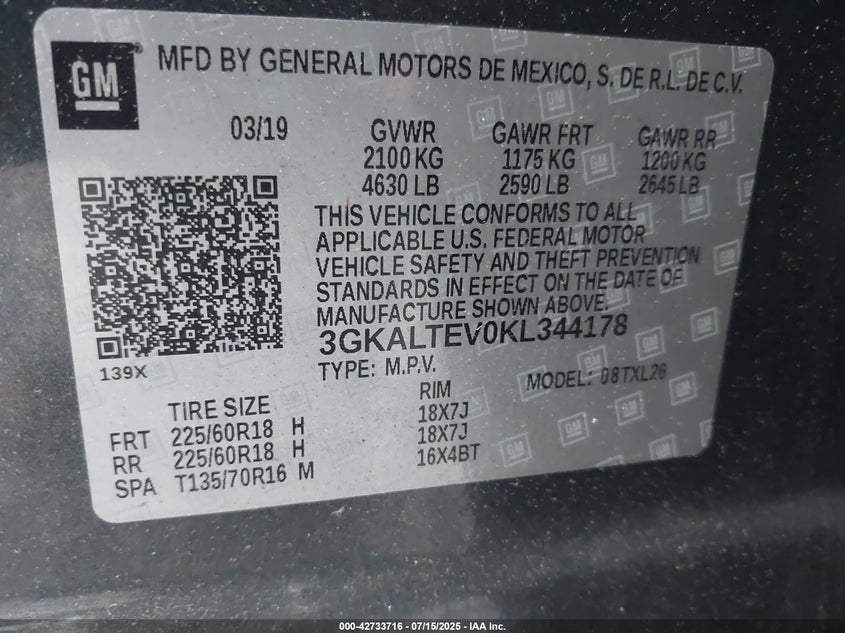 GM
MFD BY GENERAL MOTORS DE MEXICO, S. DE R.L. DE C.V.
03/19 GVWR GAWR FRT GAWR RR
2100 KG 1175 KG 1200 KG
4630 LB 2590 LB 2645 LB
THIS VEHICLE CONFORMS TO ALL
APPLICABLE U.S. FEDERAL MOTOR
VEHICLE SAFETY AND THEFT PREVENTION
STANDARDS IN EFFECT ON THE DATE OF
MANUFACTURE SHOWN ABOVE.
3GKALTEV0KL344178
139X
TYPE: M.P.V. MODEL: 08TXL26
TIRE SIZE RIM
FRT 225/60R18 H 18X7J
RR 225/60R18 H 18X7J
SPA T135/70R16 M 16X4BT
000-42733716 - 07/15/2025 - IAA Inc.